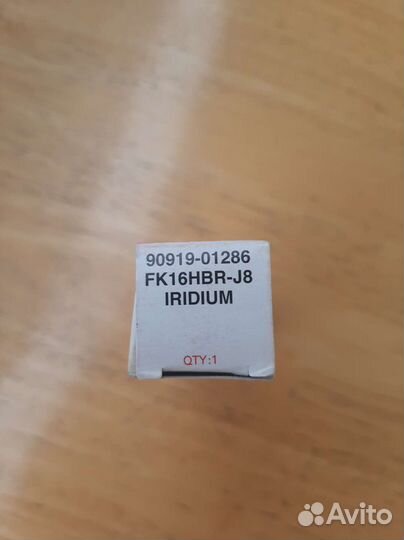 90919-01286
FK16HBR-J8
IRIDIUM
QTY:1
Avito